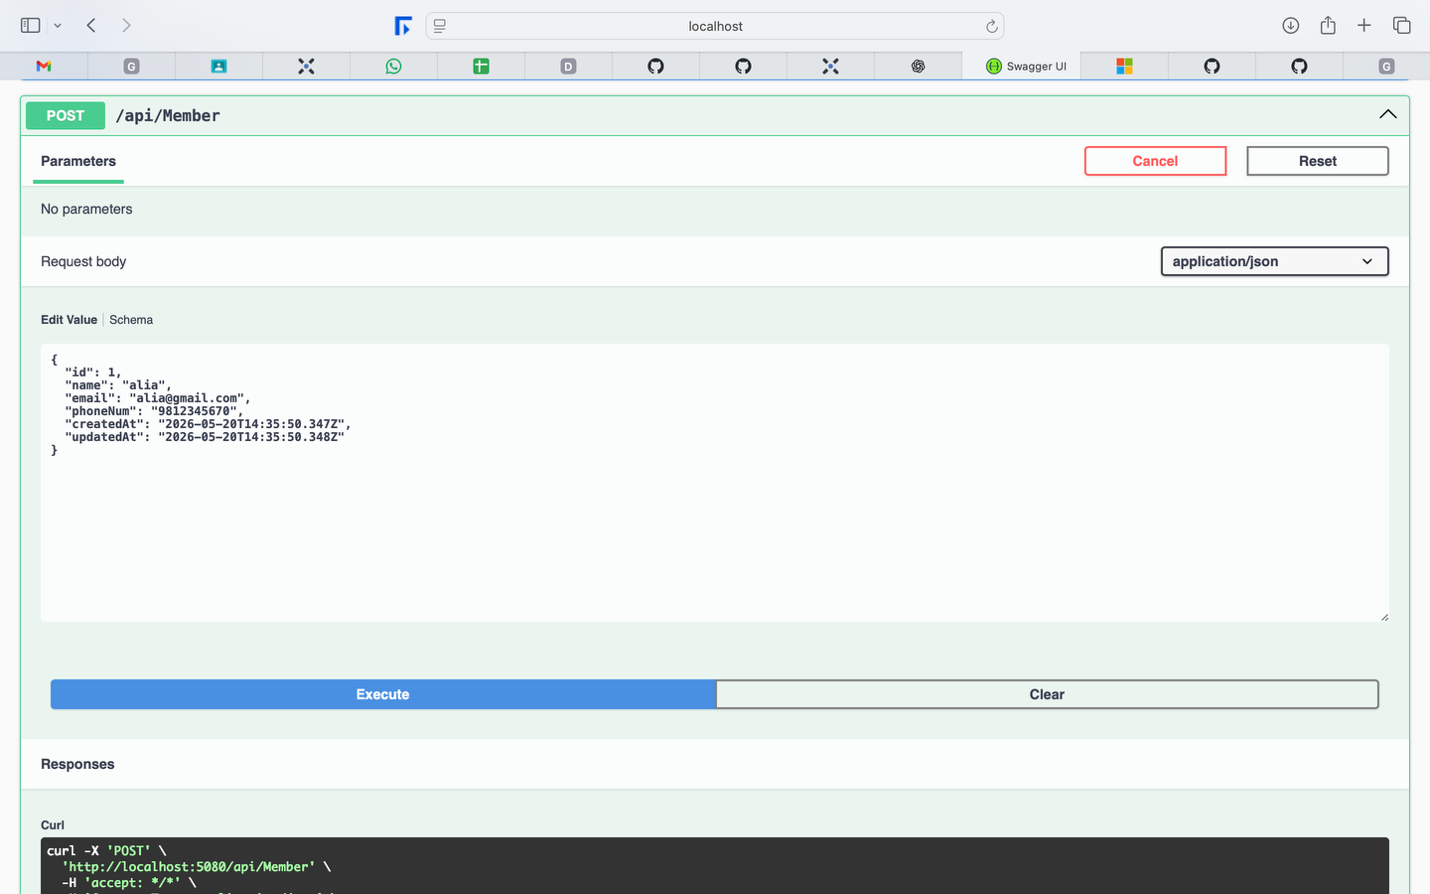 localhost
G
D
Swagger UI
G
POST /api/Member
Parameters
Cancel
Reset
No parameters
Request body
application/json
Edit Value | Schema
{
  "id": 1,
  "name": "alia",
  "email": "alia@gmail.com",
  "phoneNum": "9812345670",
  "createdAt": "2026-05-20T14:35:50.347Z",
  "updatedAt": "2026-05-20T14:35:50.348Z"
}
Execute
Clear
Responses
Curl
curl -X 'POST' \
  'http://localhost:5080/api/Member' \
  -H 'accept: */*' \